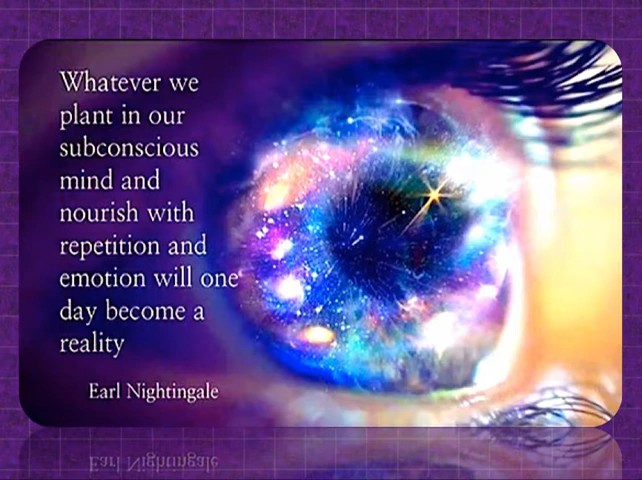 Whatever we
plant in our
subconscious
mind and
nourish with
repetition and
emotion will one
day become a
reality
Earl Nightingale